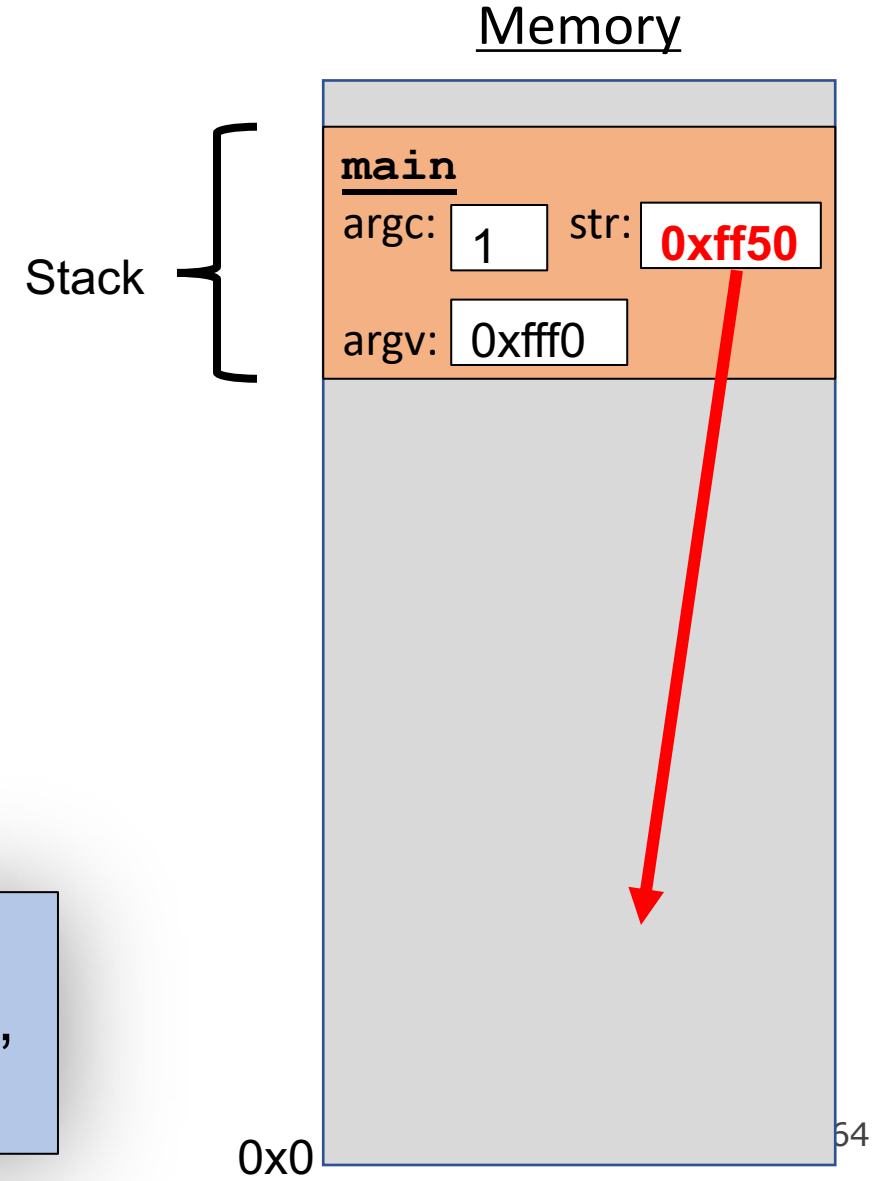 Memory
main
argc: 1 str: 0xff50
Stack
argv: 0xfff0
,
0x0
64